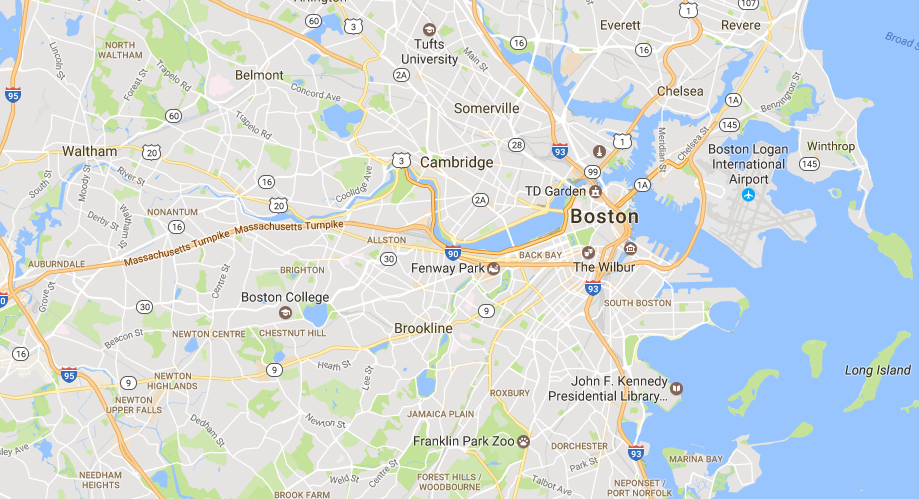 Arlington
60
3
Tufts
University
16
Everett
1
107
Revere
16
Broad S
NORTH
WALTHAM
Lincoln St
Forest St
Trapelo Rd
Belmont
2A
Main St
Concord Ave
95
Chelsea
1A
Bennington St
Somerville
60
Trapelo Rd
145
Meridian St
Chelsea St
28
1
93
Waltham
20
3
Cambridge
Boston Logan
International
Airport
Winthrop
145
South St
Moody St
River St
16
Coolidge Ave
99
TD Garden
1A
2A
20
NONANTUM
Derby St
Waltham St
16
Boston
Massachusetts Turnpike
Massachusetts Turnpike
ALLSTON
90
BACK BAY
AUBURNDALE
Centre St
BRIGHTON
30
Fenway Park
The Wilbur
Grove St
0
Boston College
93
30
9
SOUTH BOSTON
Beacon St
NEWTON CENTRE
CHESTNUT HILL
Brookline
16
95
9
NEWTON
HIGHLANDS
9
Heath St
Lee St
Long Island
John F. Kennedy
Presidential Library...
NEWTON
UPPER FALLS
ROXBURY
JAMAICA PLAIN
Dedham St
Newton St
Franklin Park Zoo
DORCHESTER
93
sley Ave
Park St
MARINA BAY
NEEDHAM
HEIGHTS
Weld St
Centre St
FOREST HILLS /
WOODBOURNE
Talbot Ave
NEPONSET /
PORT NORFOLK
BROOK FARM